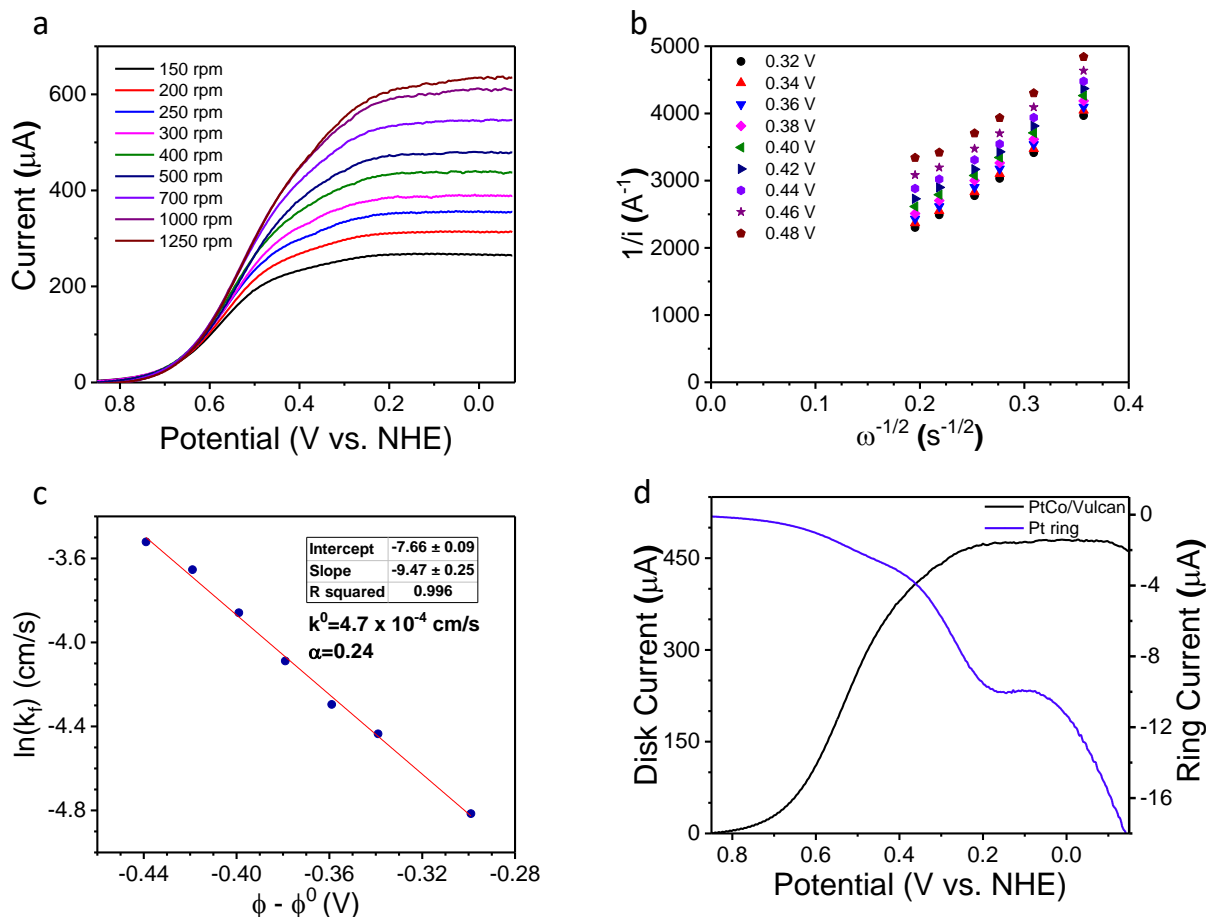 a
150 rpm
200 rpm
250 rpm
300 rpm
400 rpm
500 rpm
700 rpm
1000 rpm
1250 rpm
600
400
200
0
0.8 0.6 0.4 0.2 0.0
Current (μA)
Potential (V vs. NHE)
b
0.32 V
0.34 V
0.36 V
0.38 V
0.40 V
0.42 V
0.44 V
0.46 V
0.48 V
5000
4000
3000
2000
1000
0
0.0 0.1 0.2 0.3 0.4
1/i (A⁻¹)
ω⁻¹/² (s⁻¹/²)
c
Intercept -7.66 ± 0.09
Slope -9.47 ± 0.25
R squared 0.996
k⁰=4.7 x 10⁻⁴ cm/s
α=0.24
-3.6
-4.0
-4.4
-4.8
-0.44 -0.40 -0.36 -0.32 -0.28
ln(k_f) (cm/s)
ϕ - ϕ⁰ (V)
d
PtCo/Vulcan
Pt ring
450
300
150
0
0
-4
-8
-12
-16
0.8 0.4 0.0
Disk Current (μA)
Ring Current (μA)
Potential (V vs. NHE)